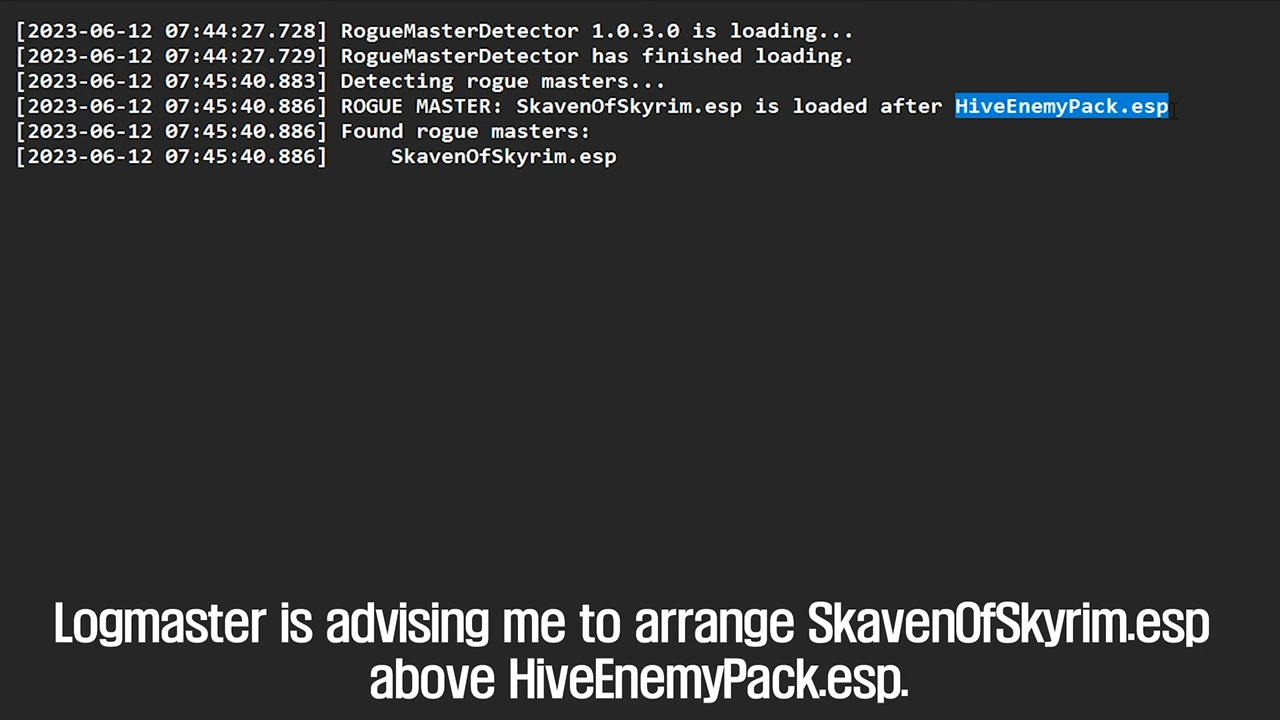 [2023-06-12 07:44:27.728] RogueMasterDetector 1.0.3.0 is loading...
[2023-06-12 07:44:27.729] RogueMasterDetector has finished loading.
[2023-06-12 07:45:40.883] Detecting rogue masters...
[2023-06-12 07:45:40.886] ROGUE MASTER: SkavenOfSkyrim.esp is loaded after HiveEnemyPack.esp
[2023-06-12 07:45:40.886] Found rogue masters:
[2023-06-12 07:45:40.886]     SkavenOfSkyrim.esp
Logmaster is advising me to arrange SkavenOfSkyrim.esp
above HiveEnemyPack.esp.